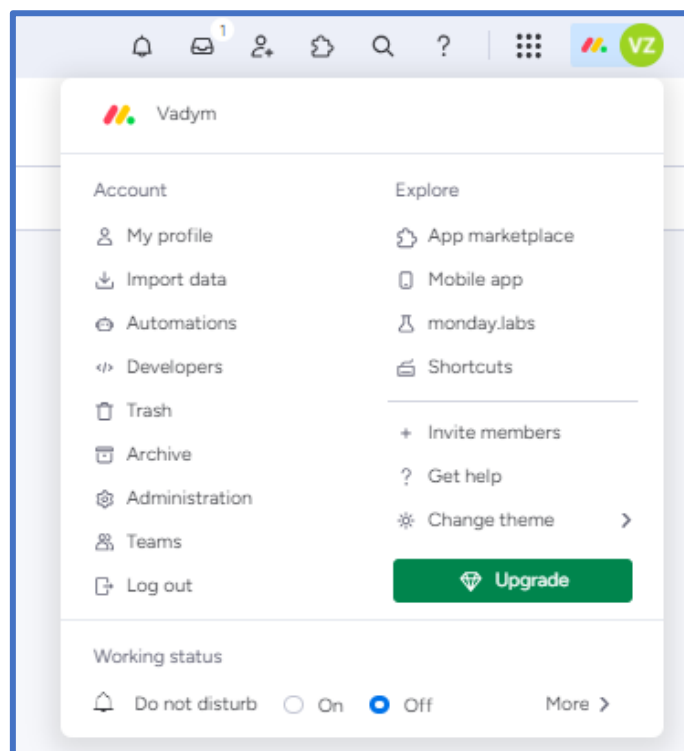 1
VZ
Vadym
Account
My profile
Import data
Automations
Developers
Trash
Archive
Administration
Teams
Log out
Explore
App marketplace
Mobile app
monday.labs
Shortcuts
Invite members
Get help
Change theme
Upgrade
Working status
Do not disturb On Off More